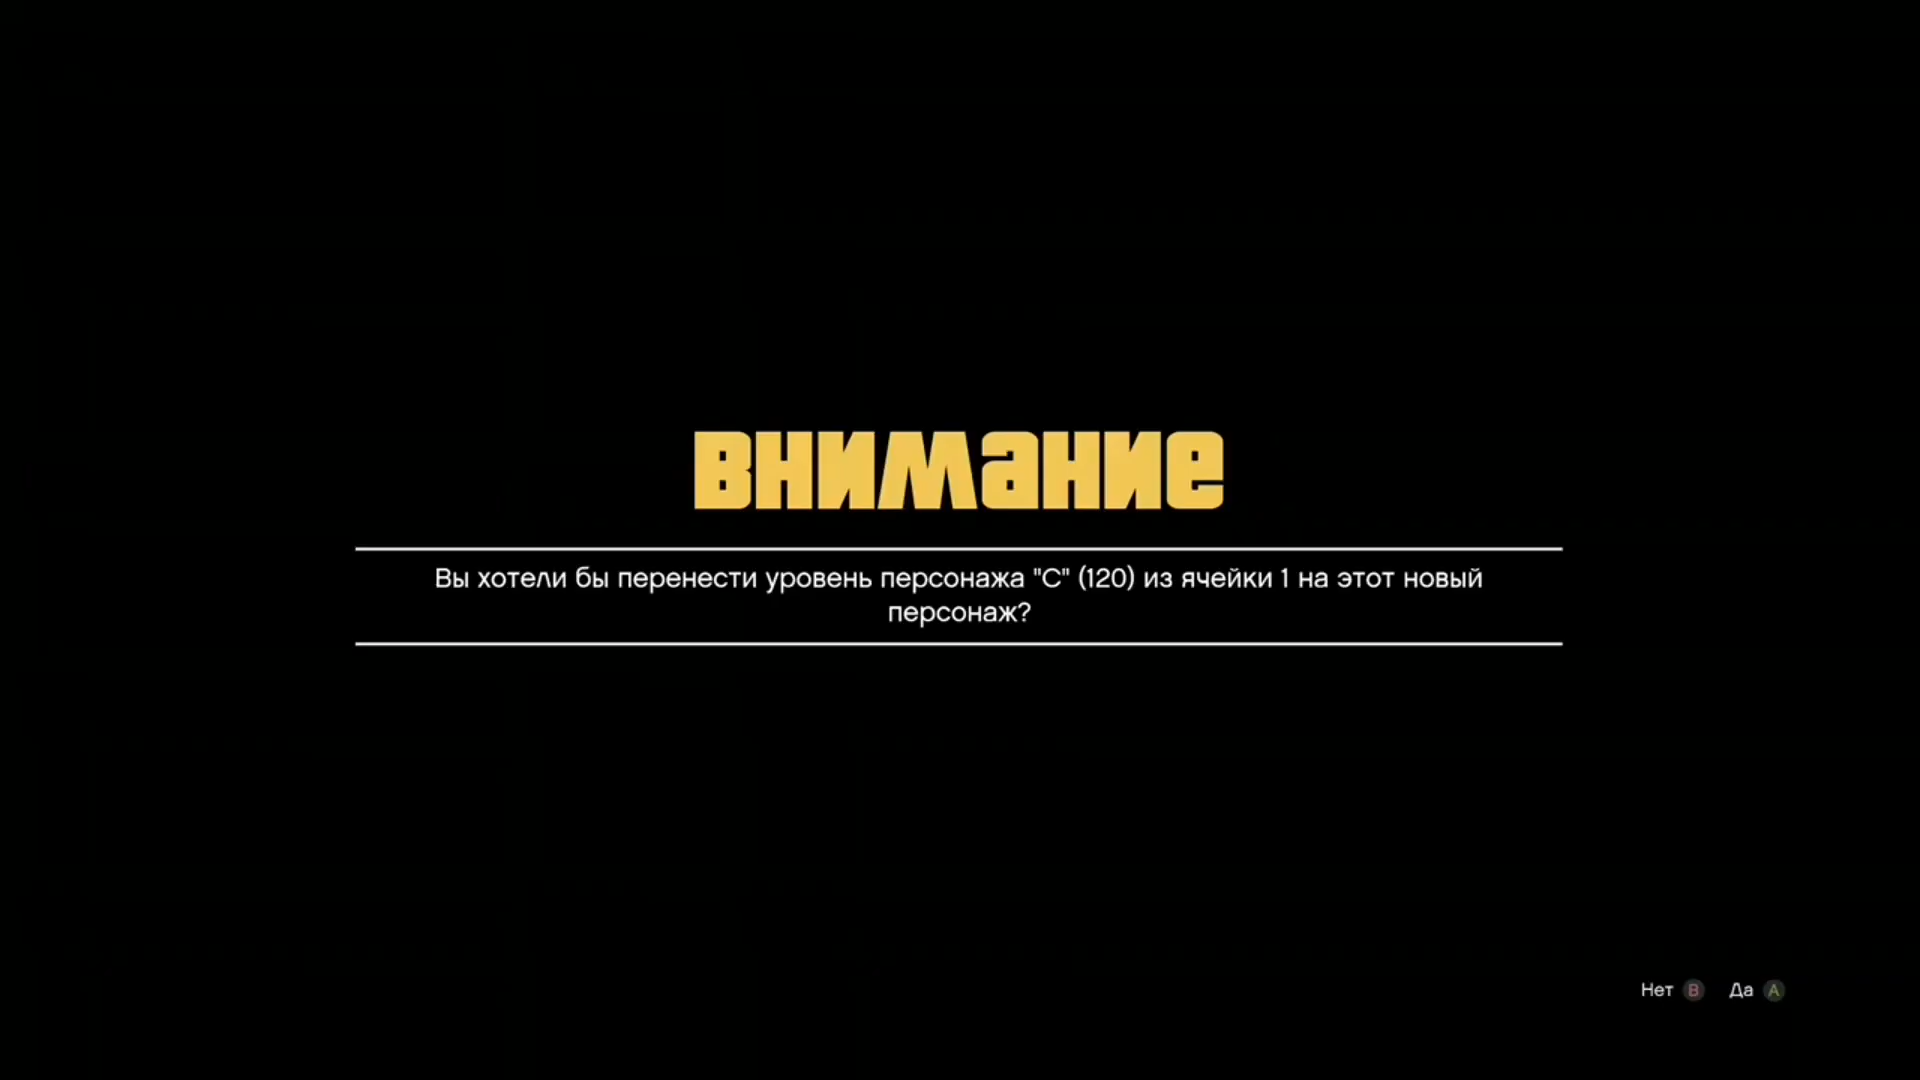 внимание
Вы хотели бы перенести уровень персонажа "С" (120) из ячейки 1 на этот новый
персонаж?
Нет B Да A